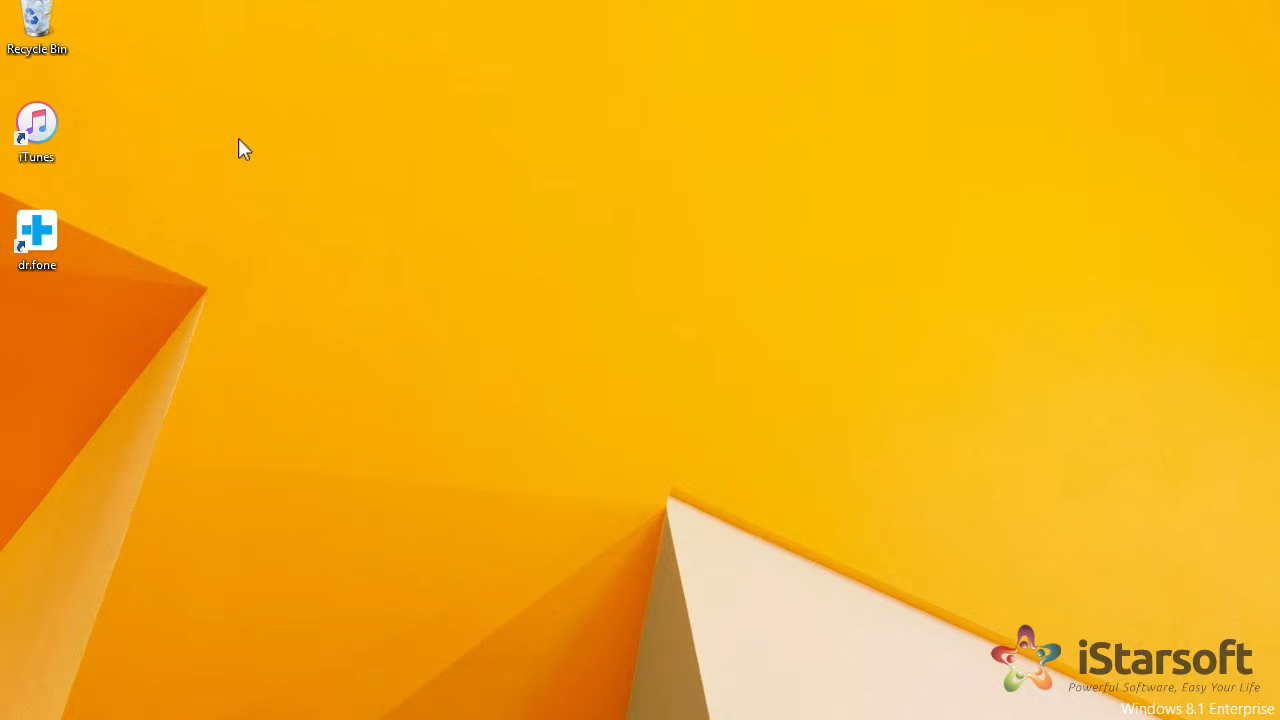 Recycle Bin
iTunes
dr.fone
iStarsoft
Powerful Software, Easy Your Life
Windows 8.1 Enterprise